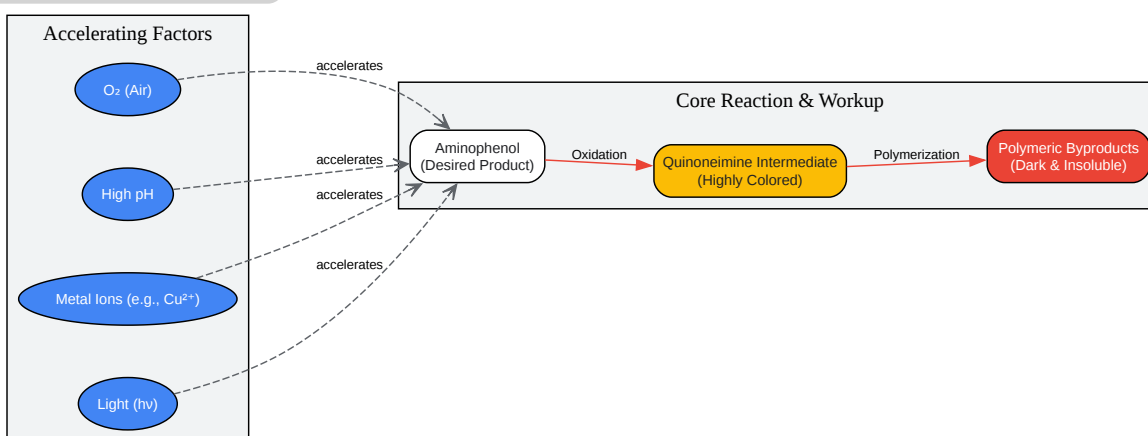 Accelerating Factors
O₂ (Air)
High pH
Metal Ions (e.g., Cu²⁺)
Light (hν)
accelerates
accelerates
accelerates
accelerates
Core Reaction & Workup
Aminophenol
(Desired Product)
Oxidation
Quinoneimine Intermediate
(Highly Colored)
Polymerization
Polymeric Byproducts
(Dark & Insoluble)